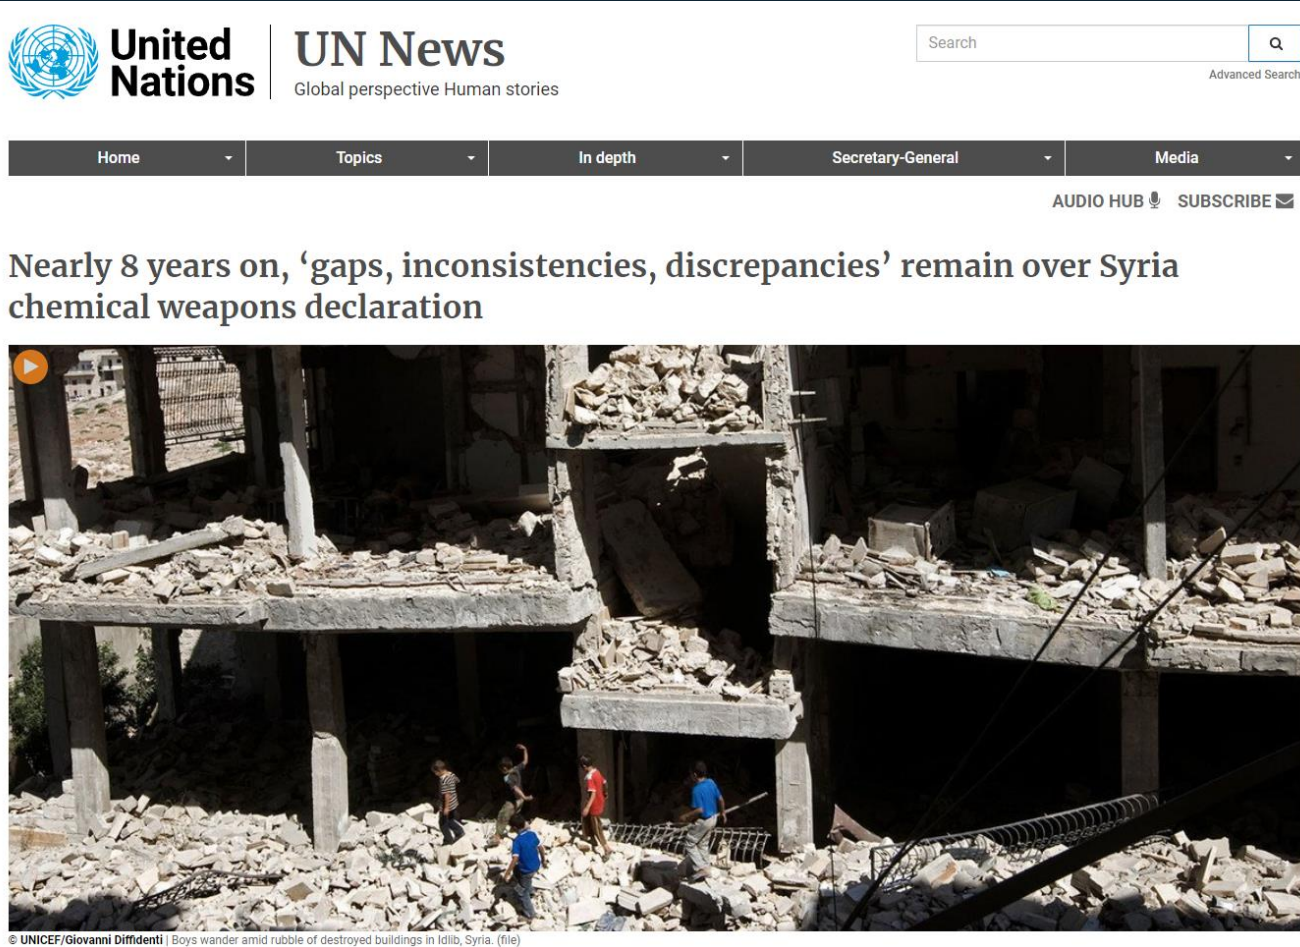 United
Nations
UN News
Global perspective Human stories
Search
Advanced Search
Home
Topics
In depth
Secretary-General
Media
AUDIO HUB
SUBSCRIBE
Nearly 8 years on, ‘gaps, inconsistencies, discrepancies’ remain over Syria
chemical weapons declaration
© UNICEF/Giovanni Diffidenti | Boys wander amid rubble of destroyed buildings in Idlib, Syria. (file)